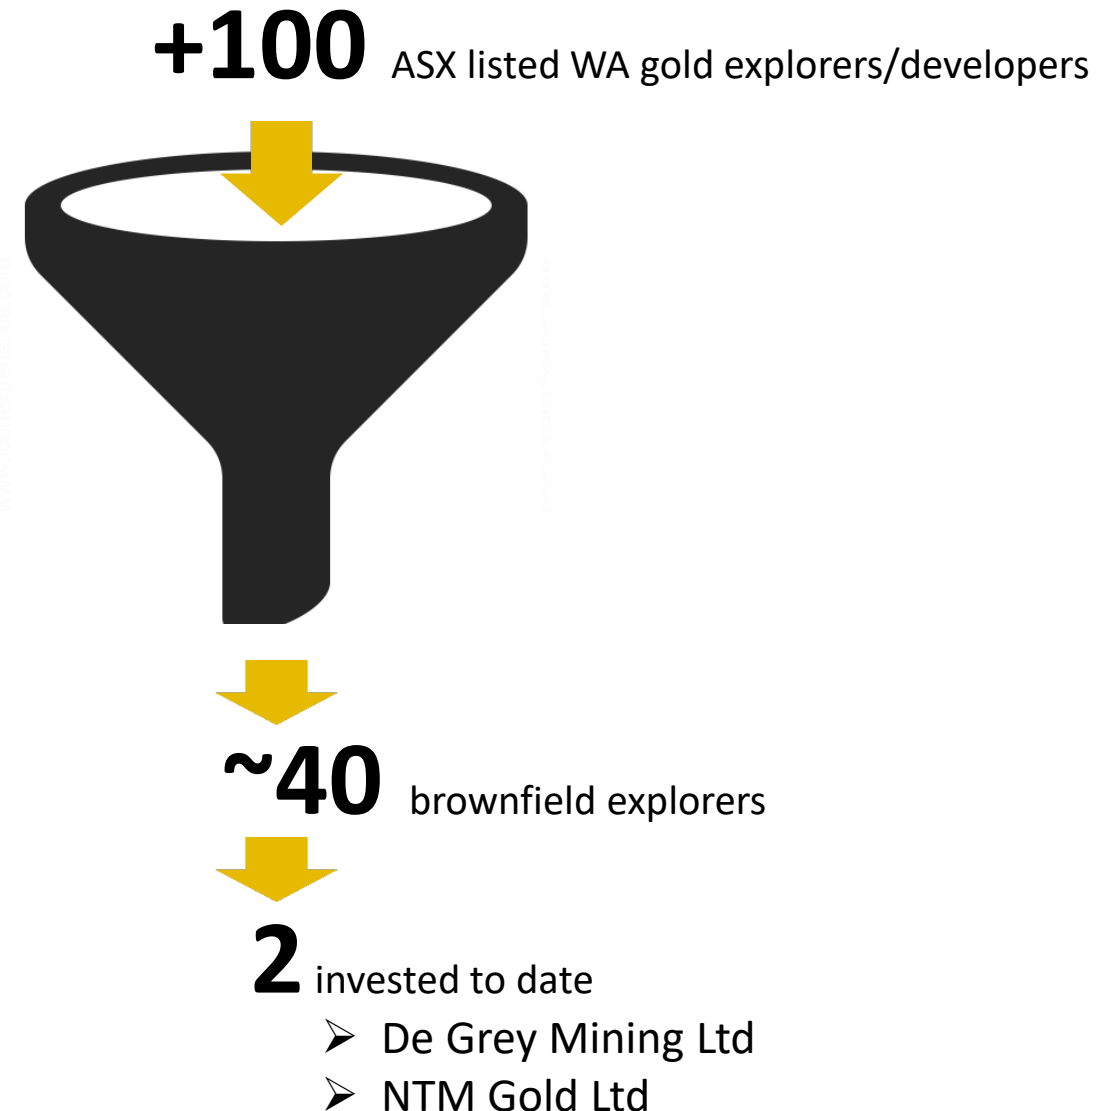 +100 ASX listed WA gold explorers/developers
~40 brownfield explorers
2 invested to date
➢ De Grey Mining Ltd
➢ NTM Gold Ltd